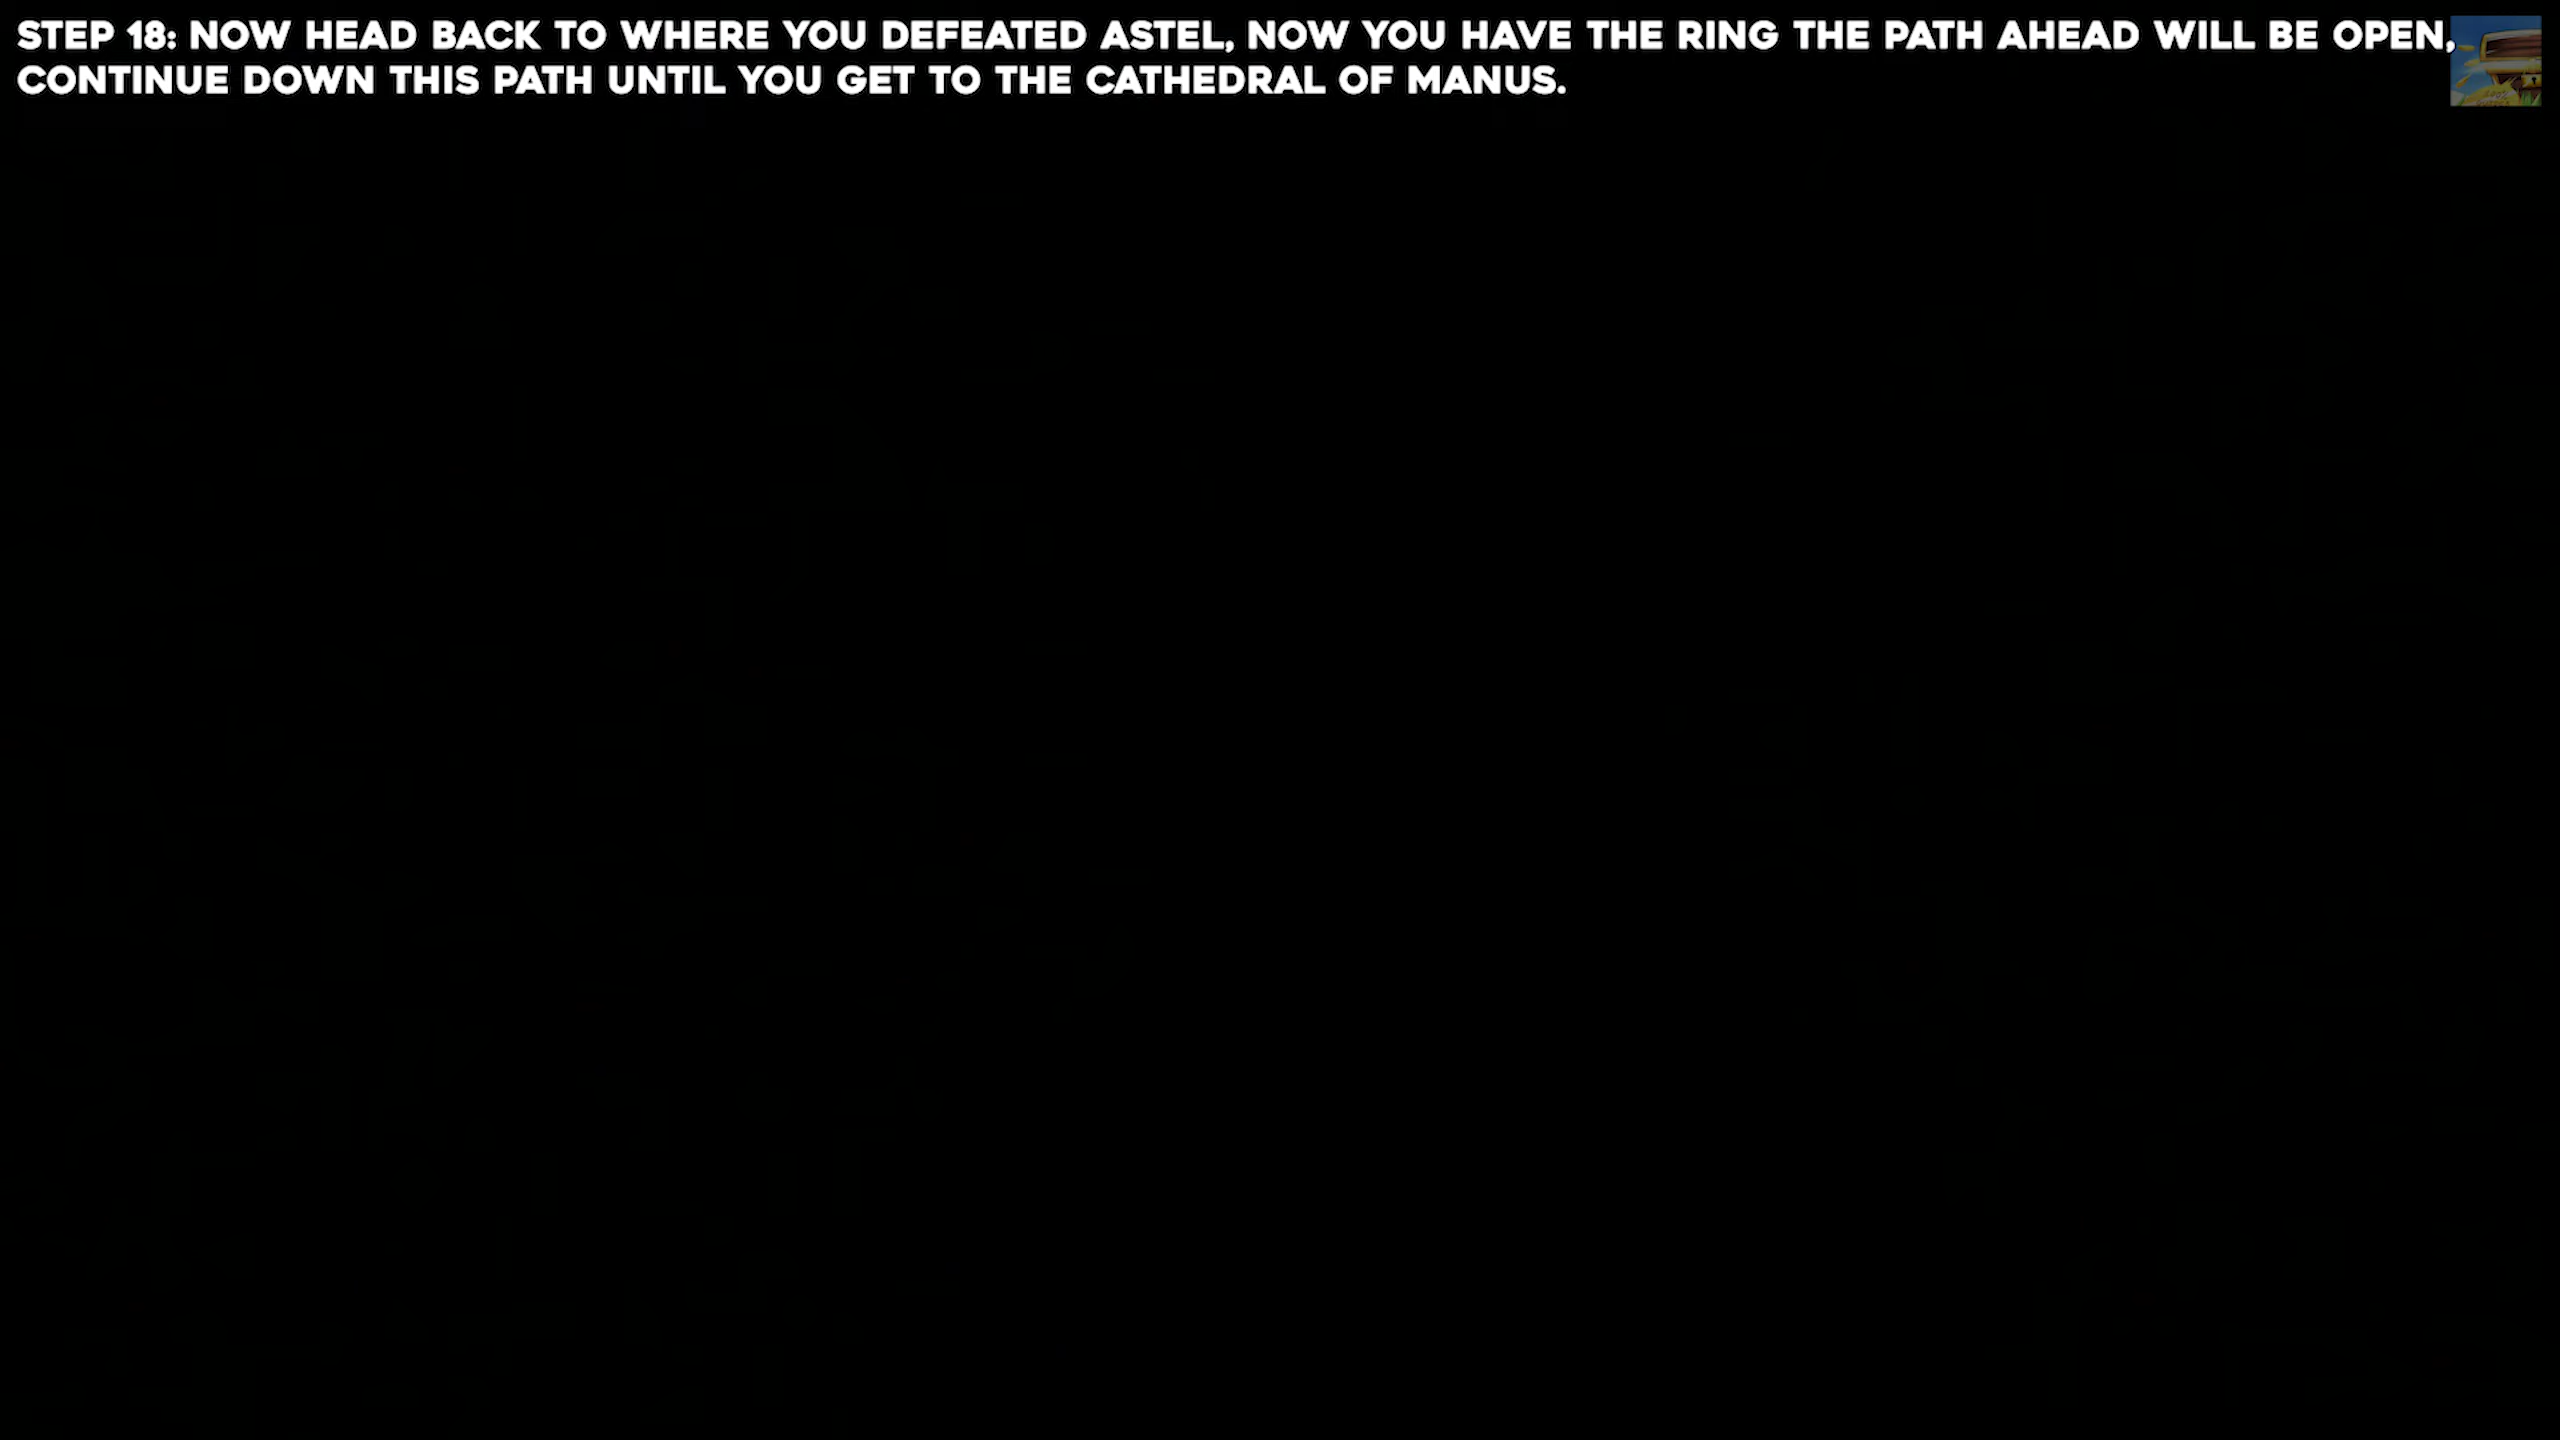 STEP 18: NOW HEAD BACK TO WHERE YOU DEFEATED ASTEL, NOW YOU HAVE THE RING THE PATH AHEAD WILL BE OPEN,
CONTINUE DOWN THIS PATH UNTIL YOU GET TO THE CATHEDRAL OF MANUS.